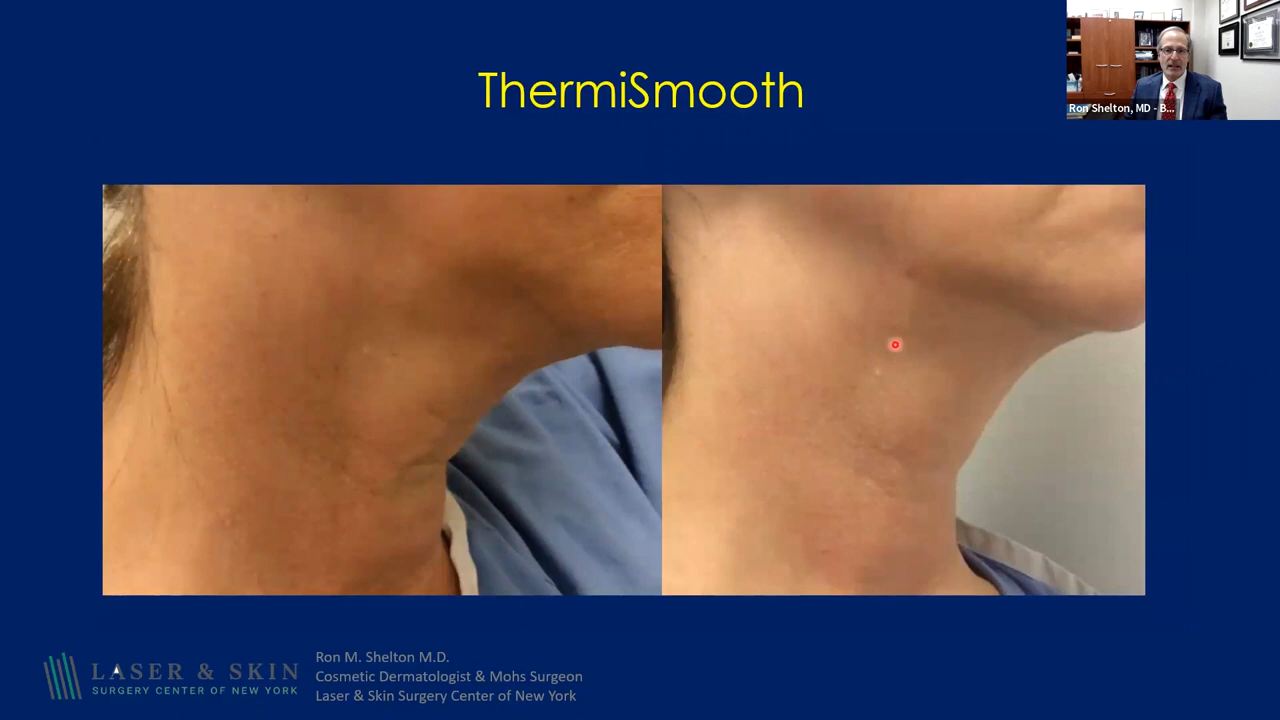 ThermiSmooth
Ron Shelton, MD - B...
LASER & SKIN
SURGERY CENTER OF NEW YORK
Ron M. Shelton M.D.
Cosmetic Dermatologist & Mohs Surgeon
Laser & Skin Surgery Center of New York